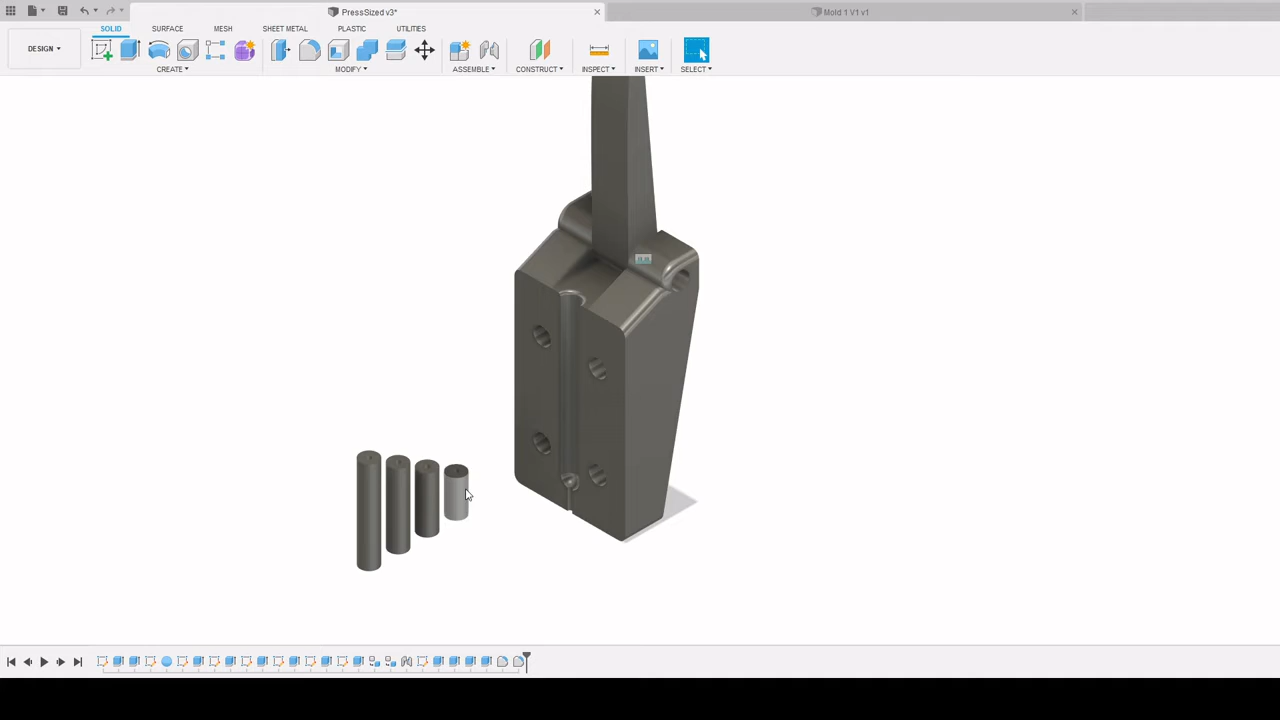 PressSized v3*
Mold 1 V1 v1
SOLID SURFACE MESH SHEET METAL PLASTIC UTILITIES
DESIGN
CREATE MODIFY ASSEMBLE CONSTRUCT INSPECT INSERT SELECT